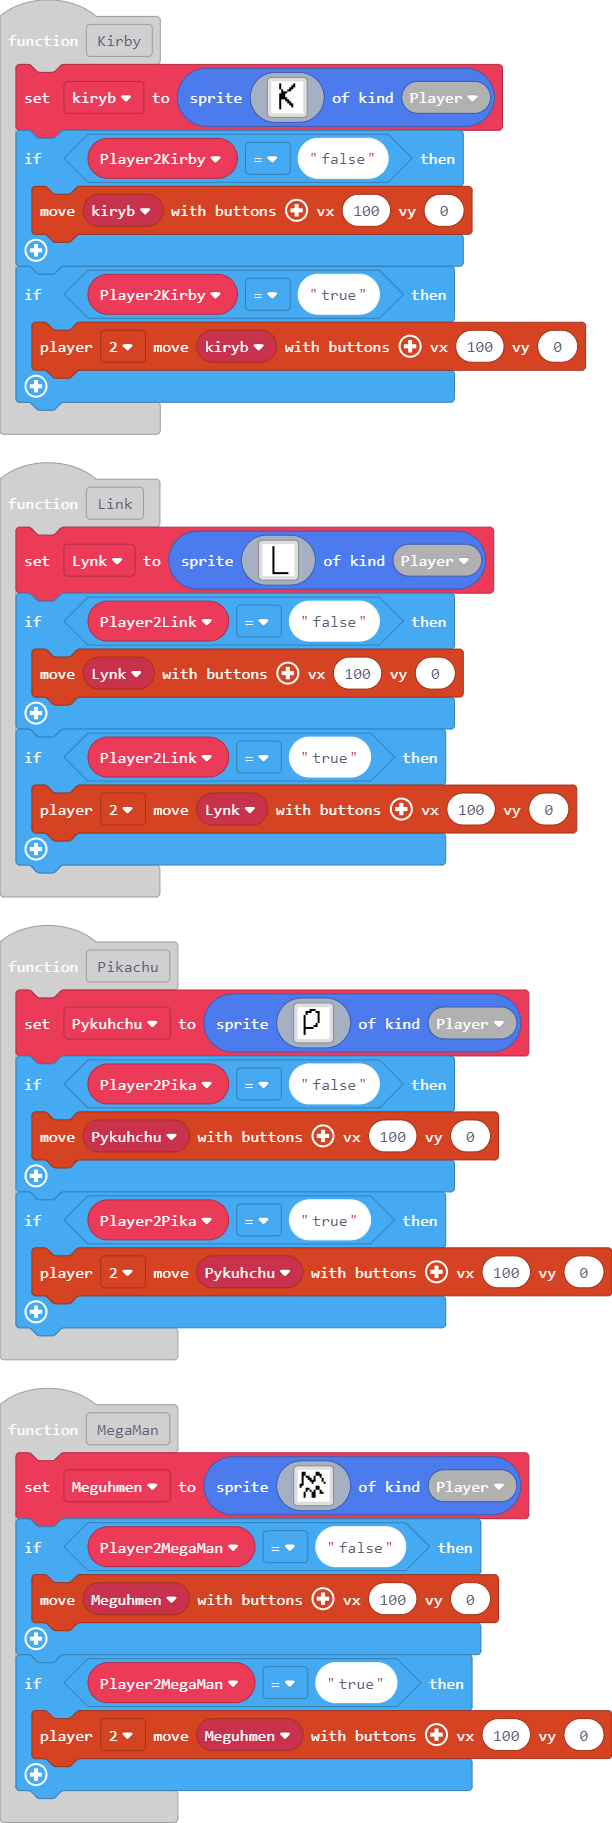 function Kirby
set kiryb to sprite K of kind Player
if Player2Kirby = "false" then
move kiryb with buttons vx 100 vy 0
if Player2Kirby = "true" then
player 2 move kiryb with buttons vx 100 vy 0
function Link
set Lynk to sprite L of kind Player
if Player2Link = "false" then
move Lynk with buttons vx 100 vy 0
if Player2Link = "true" then
player 2 move Lynk with buttons vx 100 vy 0
function Pikachu
set Pykuhchu to sprite P of kind Player
if Player2Pika = "false" then
move Pykuhchu with buttons vx 100 vy 0
if Player2Pika = "true" then
player 2 move Pykuhchu with buttons vx 100 vy 0
function MegaMan
set Meguhmen to sprite of kind Player
if Player2MegaMan = "false" then
move Meguhmen with buttons vx 100 vy 0
if Player2MegaMan = "true" then
player 2 move Meguhmen with buttons vx 100 vy 0